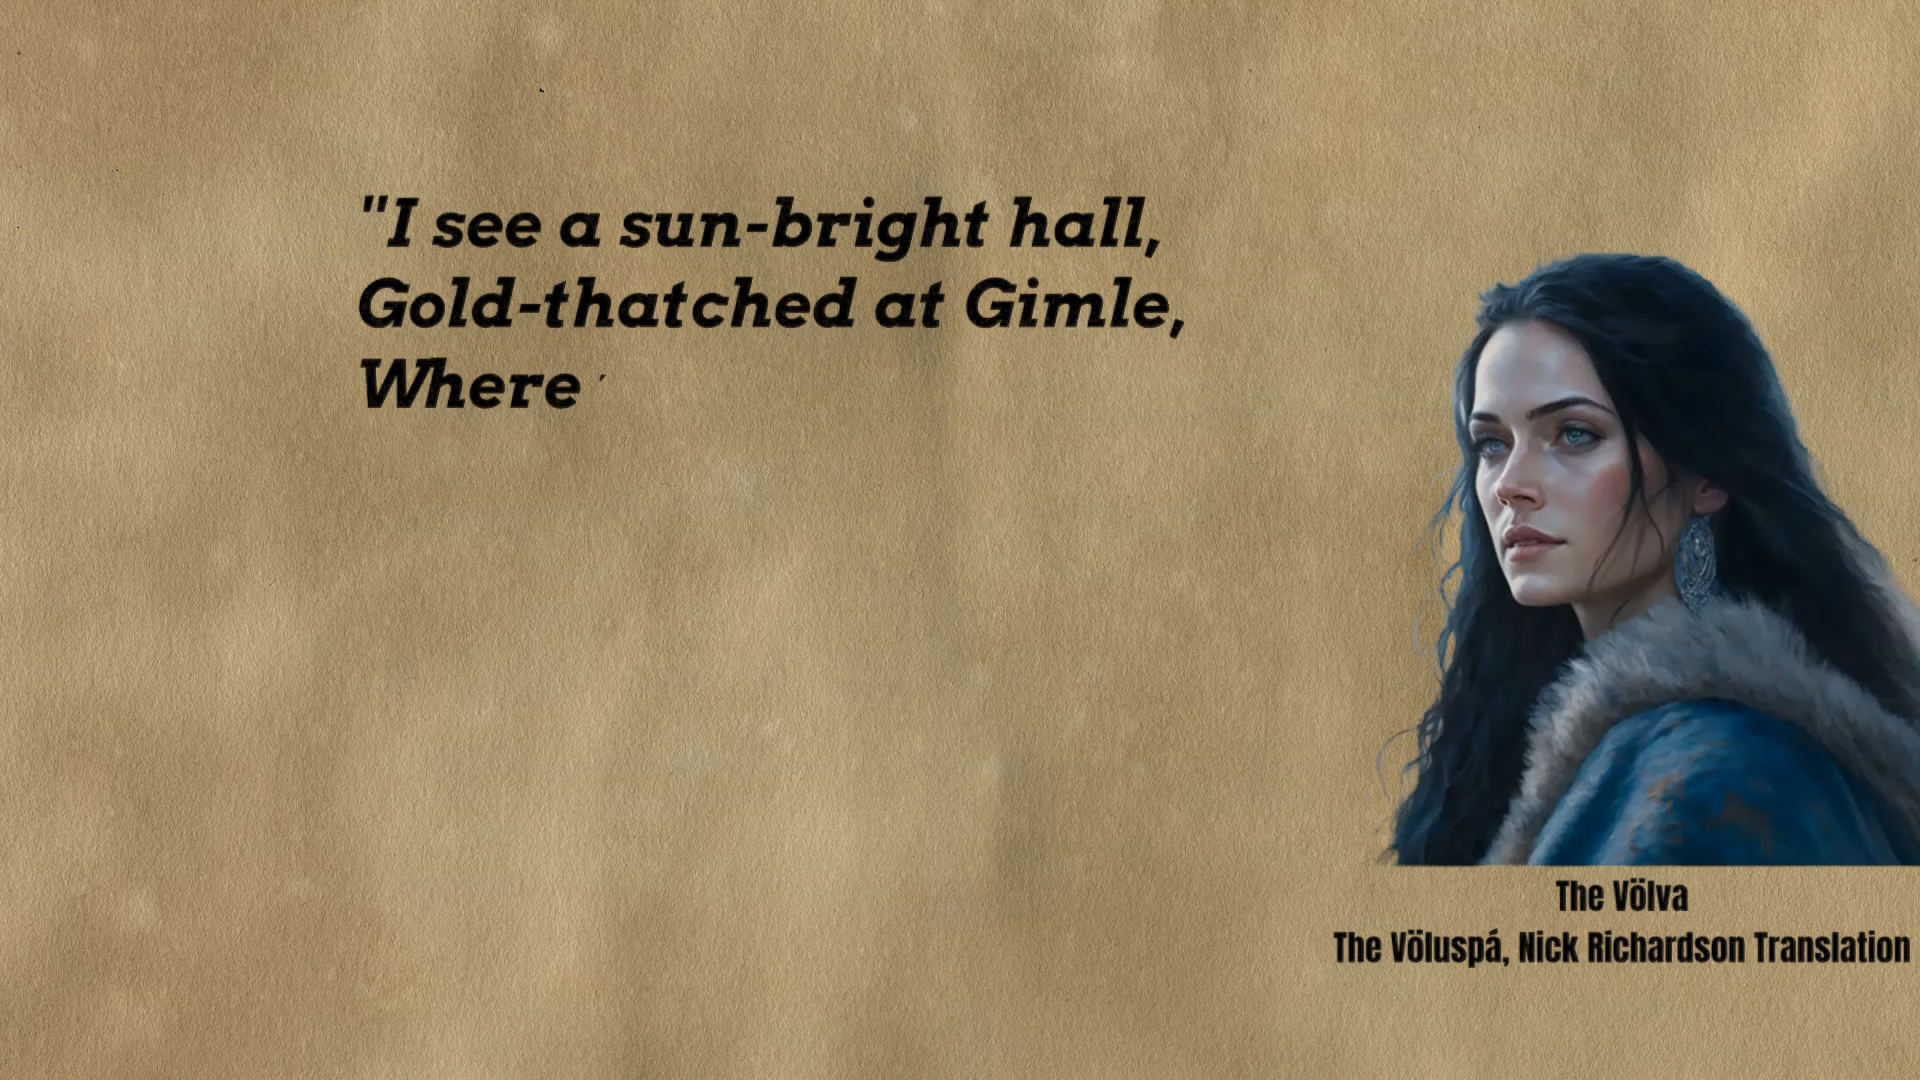 "I see a sun-bright hall,
Gold-thatched at Gimle,
Where
The Völva
The Völuspá, Nick Richardson Translation